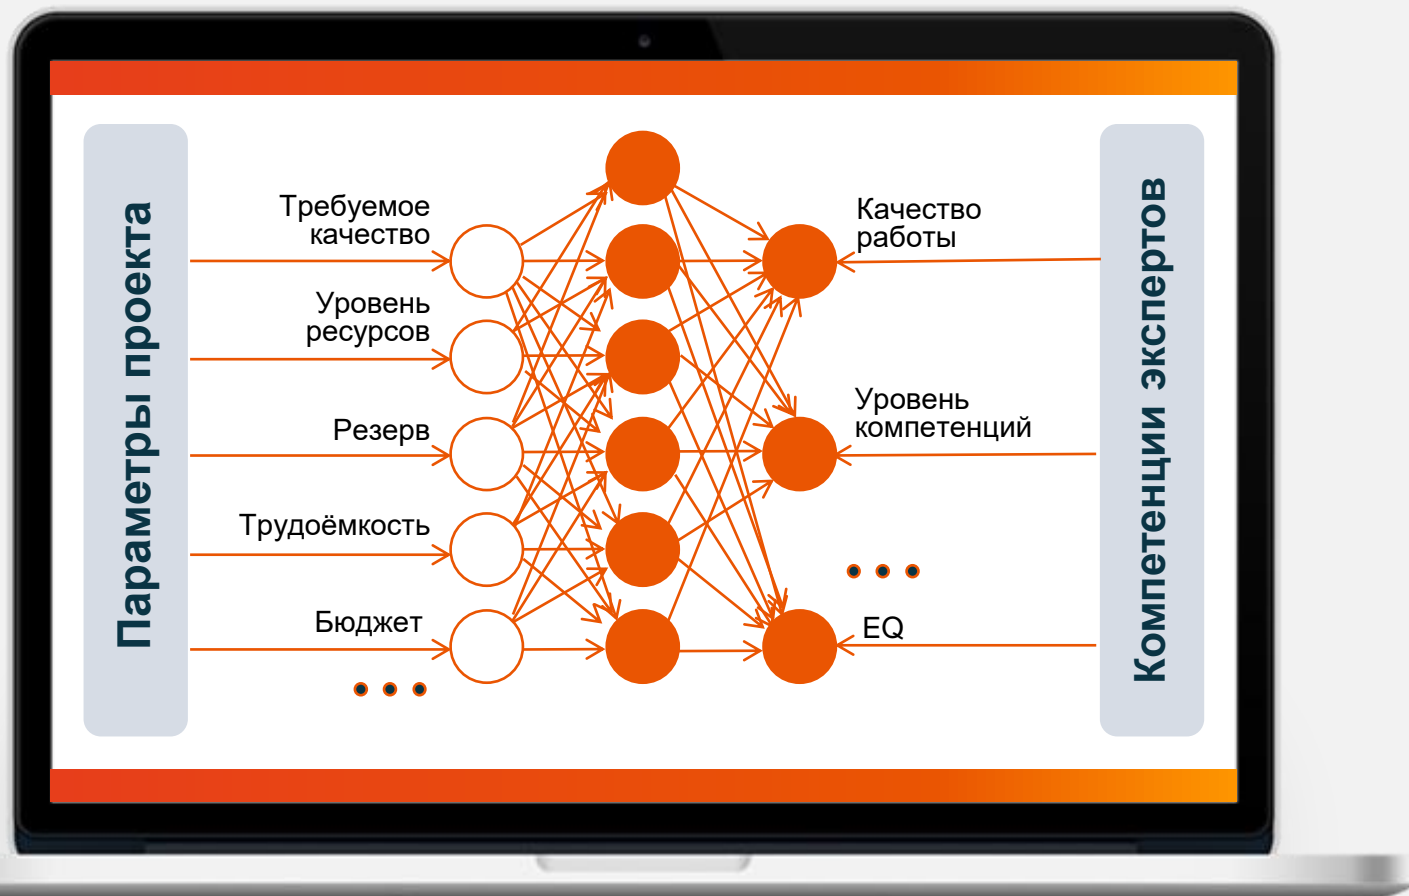 Параметры проекта
Требуемое
качество
Уровень
ресурсов
Резерв
Трудоёмкость
Бюджет
Качество
работы
Уровень
компетенций
EQ
Компетенции экспертов